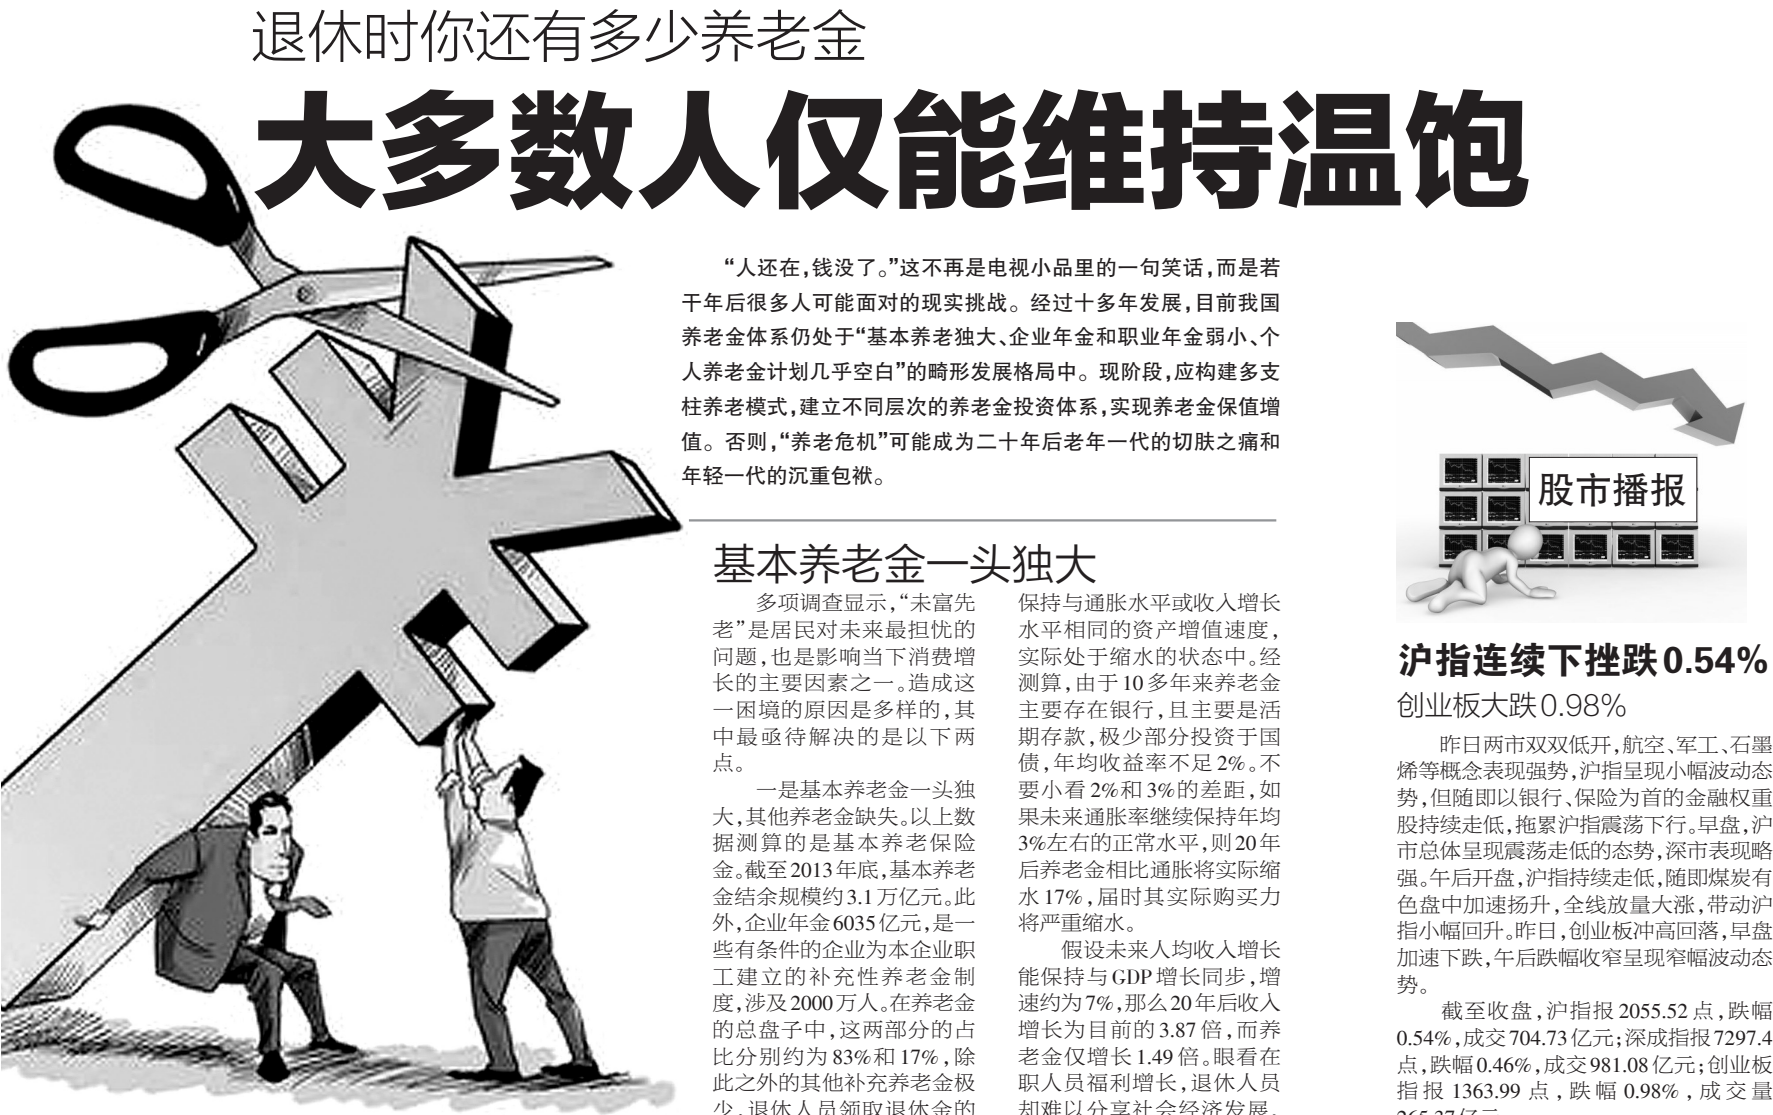 退休时你还有多少养老金
大多数人仅能维持温饱
“人还在,钱没了。”这不再是电视小品里的一句笑话,而是若
干年后很多人可能面对的现实挑战。经过十多年发展,目前我国
养老金体系仍处于“基本养老独大、企业年金和职业年金弱小、个
人养老金计划几乎空白”的畸形发展格局中。现阶段,应构建多支
柱养老模式,建立不同层次的养老金投资体系,实现养老金保值增
值。否则,“养老危机”可能成为二十年后老年一代的切肤之痛和
年轻一代的沉重包袱。
基本养老金一头独大
多项调查显示,“未富先
老”是居民对未来最担忧的
问题,也是影响当下消费增
长的主要因素之一。造成这
一困境的原因是多样的,其
中最亟待解决的是以下两
点。
一是基本养老金一头独
大,其他养老金缺失。以上数
据测算的是基本养老保险
金。截至2013年底,基本养老
金结余规模约3.1万亿元。此
外,企业年金6035亿元,是一
些有条件的企业为本企业职
工建立的补充性养老金制
度,涉及2000万人。在养老金
的总盘子中,这两部分的占
比分别约为83%和17%,除
此之外的其他补充养老金极
少,退休人员领取退休金的
保持与通胀水平或收入增长
水平相同的资产增值速度,
实际处于缩水的状态中。经
测算,由于10多年来养老金
主要存在银行,且主要是活
期存款,极少部分投资于国
债,年均收益率不足2%。不
要小看2%和3%的差距,如
果未来通胀率继续保持年均
3%左右的正常水平,则20年
后养老金相比通胀将实际缩
水17%,届时其实际购买力
将严重缩水。
假设未来人均收入增长
能保持与GDP增长同步,增
速约为7%,那么20年后收入
增长为目前的3.87倍,而养
老金仅增长1.49倍。眼看在
职人员福利增长,退休人员
却难以分享社会经济发展,
股市播报
沪指连续下挫跌0.54%
创业板大跌0.98%
昨日两市双双低开,航空、军工、石墨
烯等概念表现强势,沪指呈现小幅波动态
势,但随即以银行、保险为首的金融权重
股持续走低,拖累沪指震荡下行。早盘,沪
市总体呈现震荡走低的态势,深市表现略
强。午后开盘,沪指持续走低,随即煤炭有
色盘中加速扬升,全线放量大涨,带动沪
指小幅回升。昨日,创业板冲高回落,早盘
加速下跌,午后跌幅收窄呈现窄幅波动态
势。
截至收盘,沪指报2055.52点,跌幅
0.54%,成交704.73亿元;深成指报7297.4
点,跌幅0.46%,成交981.08亿元;创业板
指报1363.99点,跌幅0.98%,成交量